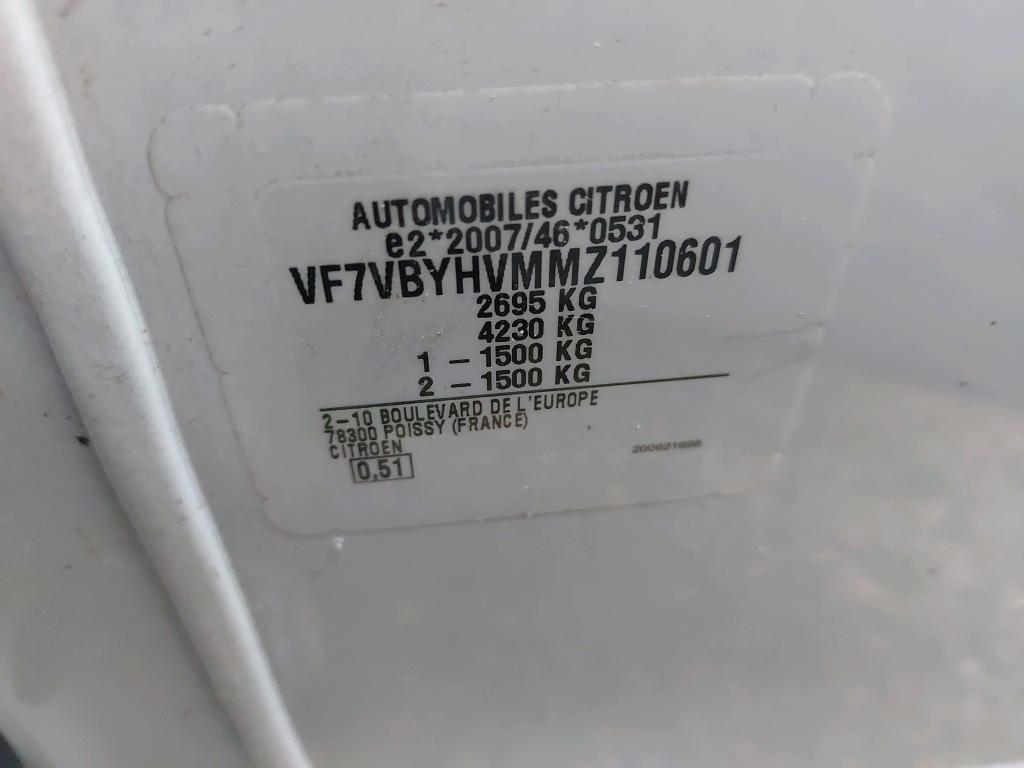 AUTOMOBILES CITROEN
e2*2007/46*0531
VF7VBYHVMMZ110601
2695 KG
4230 KG
1 - 1500 KG
2 - 1500 KG
2-10 BOULEVARD DE L'EUROPE
78300 POISSY (FRANCE)
CITROEN
0,51